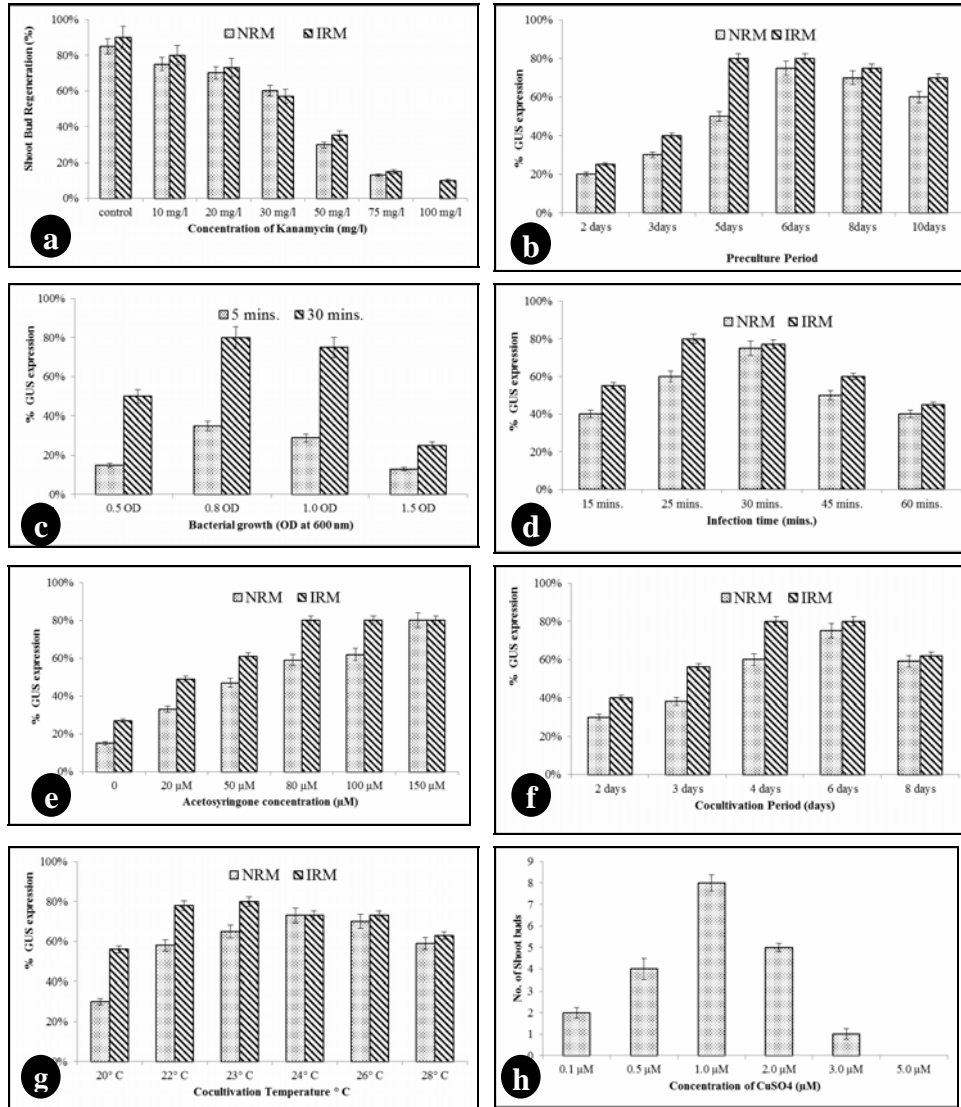 NRM IRM
Shoot Bud Regeneration (%)
100%
80%
60%
40%
20%
0%
control 10 mg/l 20 mg/l 30 mg/l 50 mg/l 75 mg/l 100 mg/l
Concentration of Kanamycin (mg/l)
a
NRM IRM
% GUS expression
100%
80%
60%
40%
20%
0%
2 days 3days 5days 6days 8days 10days
Preculture Period
b
5 mins. 30 mins.
% GUS expression
100%
80%
60%
40%
20%
0%
0.5 OD 0.8 OD 1.0 OD 1.5 OD
Bacterial growth (OD at 600 nm)
c
NRM IRM
% GUS expression
100%
80%
60%
40%
20%
0%
15 mins. 25 mins. 30 mins. 45 mins. 60 mins.
Infection time (mins.)
d
NRM IRM
% GUS expression
100%
80%
60%
40%
20%
0%
0 20 µM 50 µM 80 µM 100 µM 150 µM
Acetosyringone concentration (µM)
e
NRM IRM
% GUS expression
100%
80%
60%
40%
20%
0%
2 days 3 days 4 days 6 days 8 days
Cocultivation Period (days)
f
NRM IRM
% GUS expression
100%
80%
60%
40%
20%
0%
20° C 22° C 23° C 24° C 26° C 28° C
Cocultivation Temperature ° C
g
No. of Shoot buds
9
8
7
6
5
4
3
2
1
0
0.1 µM 0.5 µM 1.0 µM 2.0 µM 3.0 µM 5.0 µM
Concentration of CuSO4 (µM)
h